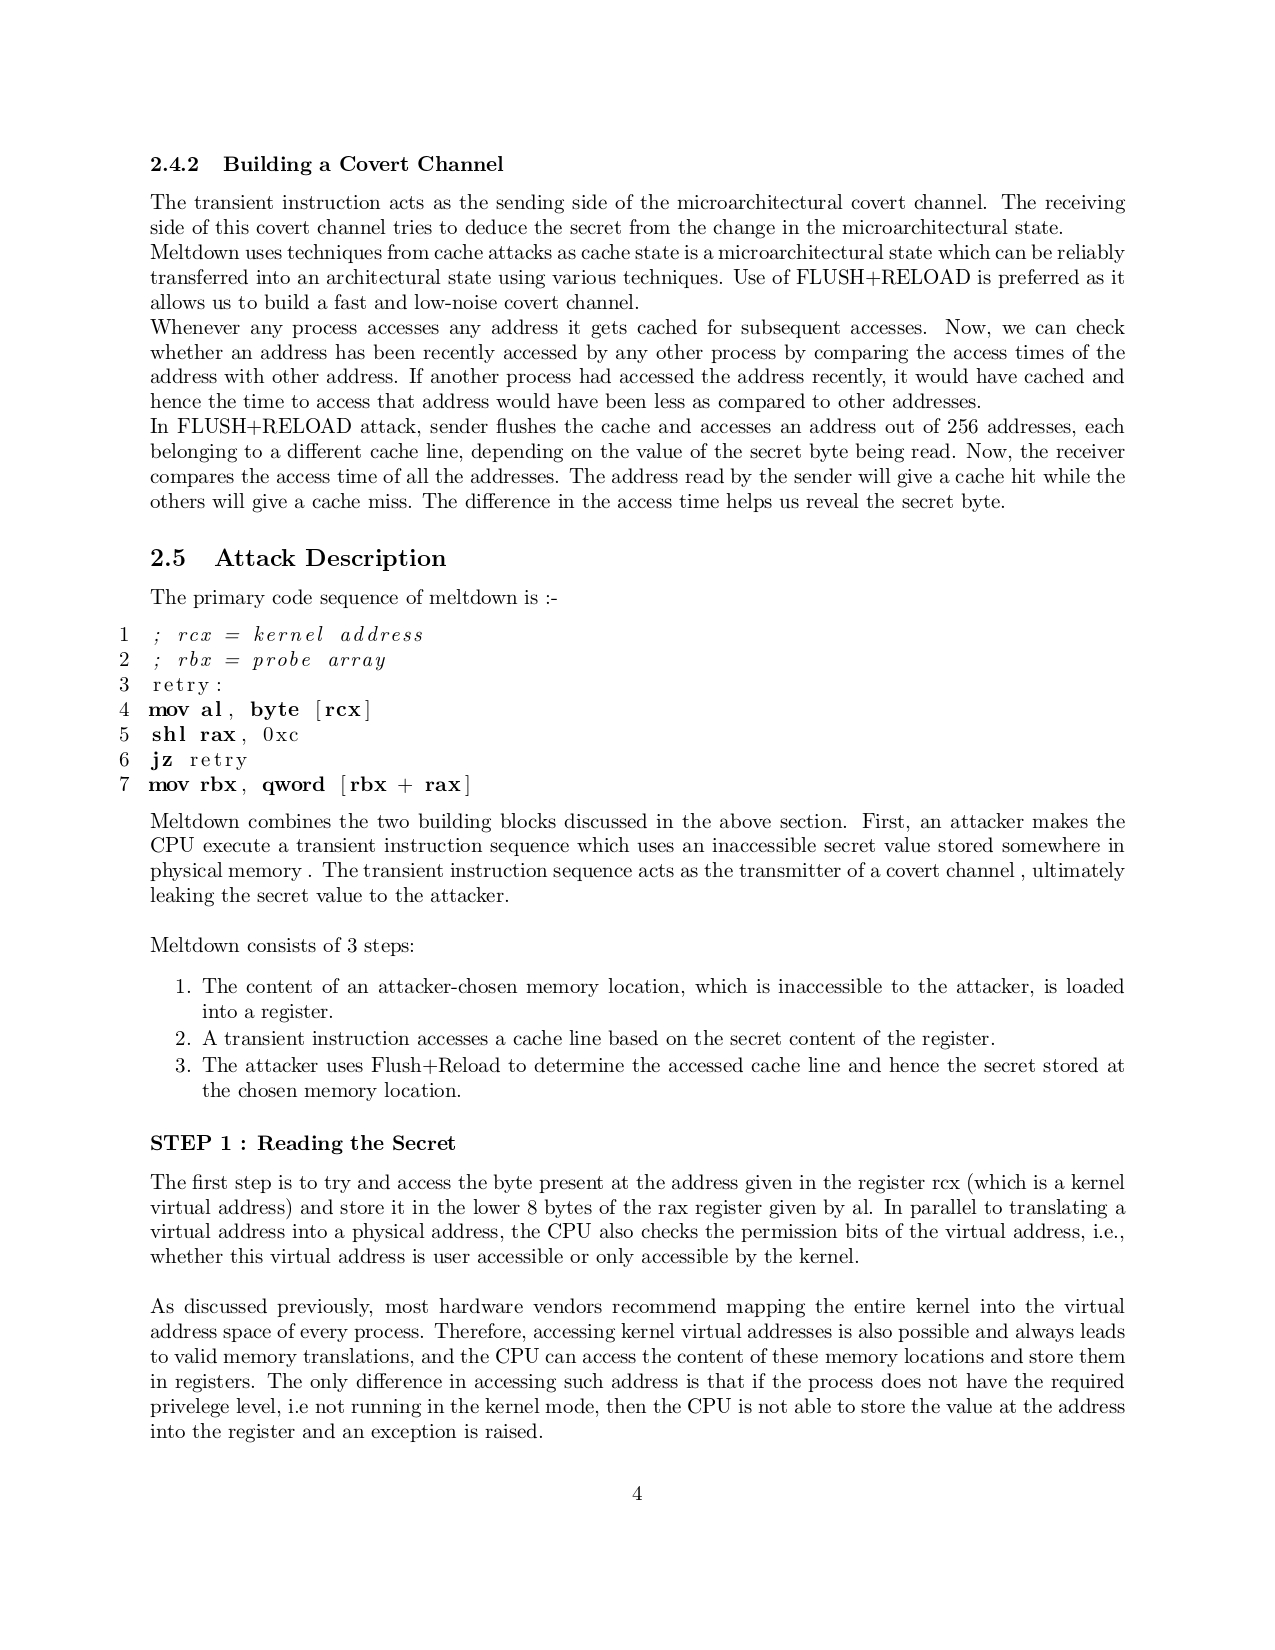 2.4.2 Building a Covert Channel
The transient instruction acts as the sending side of the microarchitectural covert channel. The receiving
side of this covert channel tries to deduce the secret from the change in the microarchitectural state.
Meltdown uses techniques from cache attacks as cache state is a microarchitectural state which can be reliably
transferred into an architectural state using various techniques. Use of FLUSH+RELOAD is preferred as it
allows us to build a fast and low-noise covert channel.
Whenever any process accesses any address it gets cached for subsequent accesses. Now, we can check
whether an address has been recently accessed by any other process by comparing the access times of the
address with other address. If another process had accessed the address recently, it would have cached and
hence the time to access that address would have been less as compared to other addresses.
In FLUSH+RELOAD attack, sender flushes the cache and accesses an address out of 256 addresses, each
belonging to a different cache line, depending on the value of the secret byte being read. Now, the receiver
compares the access time of all the addresses. The address read by the sender will give a cache hit while the
others will give a cache miss. The difference in the access time helps us reveal the secret byte.
2.5 Attack Description
The primary code sequence of meltdown is :-
1 ; rcx = kernel address
2 ; rbx = probe array
3 retry:
4 mov al, byte [rcx]
5 shl rax, 0xc
6 jz retry
7 mov rbx, qword [rbx + rax]
Meltdown combines the two building blocks discussed in the above section. First, an attacker makes the
CPU execute a transient instruction sequence which uses an inaccessible secret value stored somewhere in
physical memory . The transient instruction sequence acts as the transmitter of a covert channel , ultimately
leaking the secret value to the attacker.
Meltdown consists of 3 steps:
1. The content of an attacker-chosen memory location, which is inaccessible to the attacker, is loaded
into a register.
2. A transient instruction accesses a cache line based on the secret content of the register.
3. The attacker uses Flush+Reload to determine the accessed cache line and hence the secret stored at
the chosen memory location.
STEP 1 : Reading the Secret
The first step is to try and access the byte present at the address given in the register rcx (which is a kernel
virtual address) and store it in the lower 8 bytes of the rax register given by al. In parallel to translating a
virtual address into a physical address, the CPU also checks the permission bits of the virtual address, i.e.,
whether this virtual address is user accessible or only accessible by the kernel.
As discussed previously, most hardware vendors recommend mapping the entire kernel into the virtual
address space of every process. Therefore, accessing kernel virtual addresses is also possible and always leads
to valid memory translations, and the CPU can access the content of these memory locations and store them
in registers. The only difference in accessing such address is that if the process does not have the required
privelege level, i.e not running in the kernel mode, then the CPU is not able to store the value at the address
into the register and an exception is raised.
4